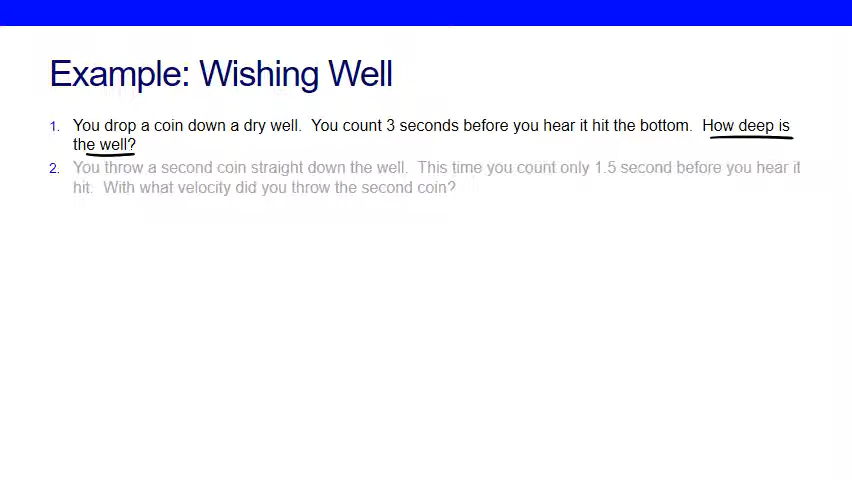 Example: Wishing Well
1. You drop a coin down a dry well. You count 3 seconds before you hear it hit the bottom. How deep is
the well?
2. You throw a second coin straight down the well. This time you count only 1.5 second before you hear it
hit. With what velocity did you throw the second coin?